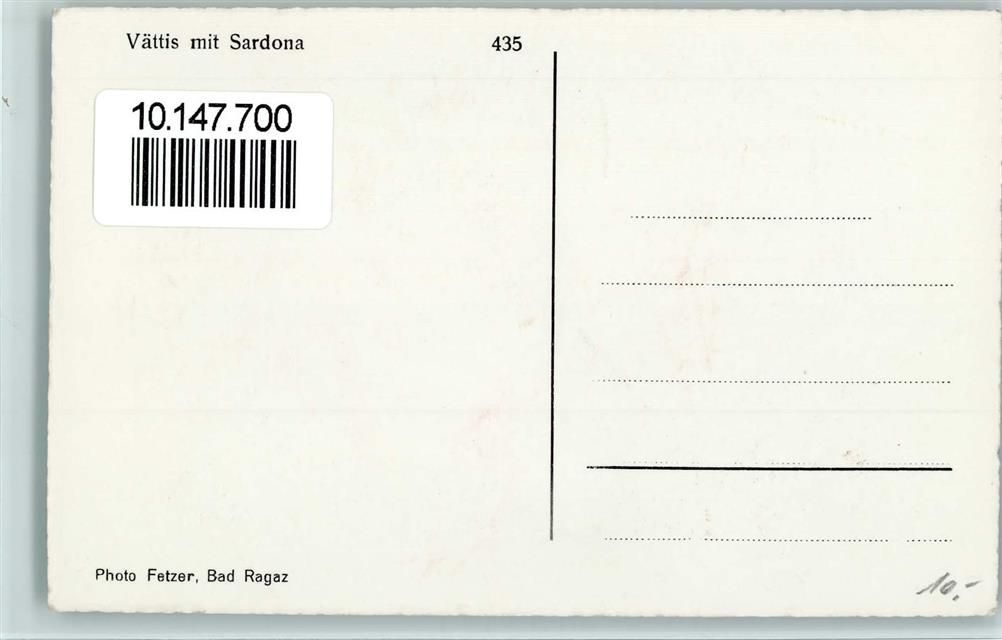 Vättis mit Sardona 435
10.147.700
Photo Fetzer, Bad Ragaz
10.-